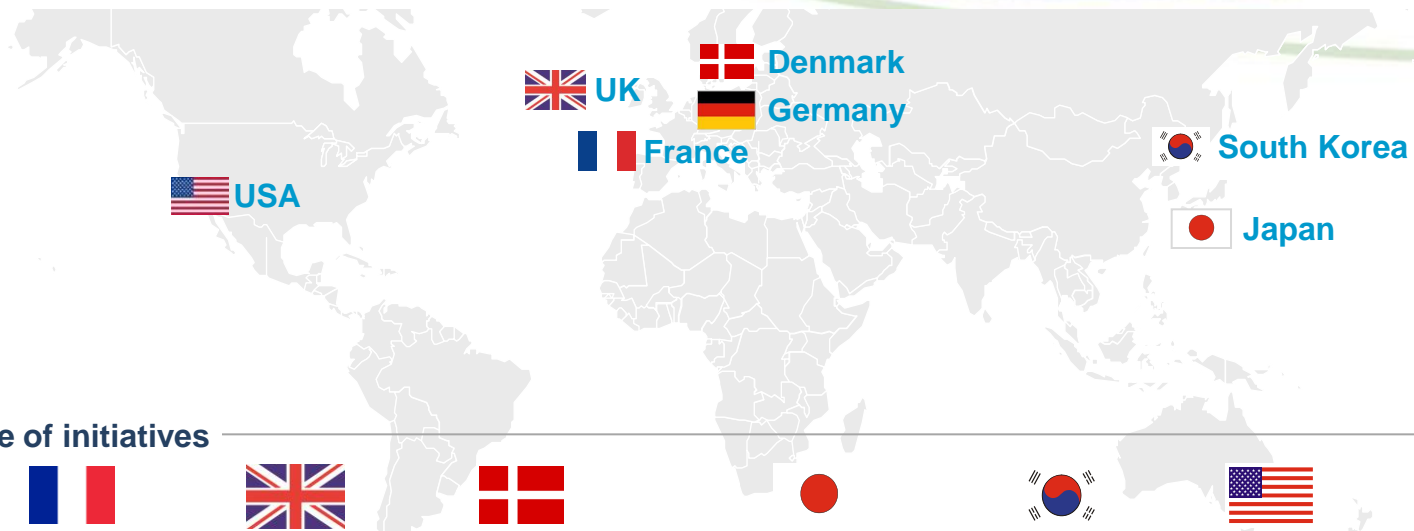 Denmark
UK
Germany
France
South Korea
USA
Japan
of initiatives